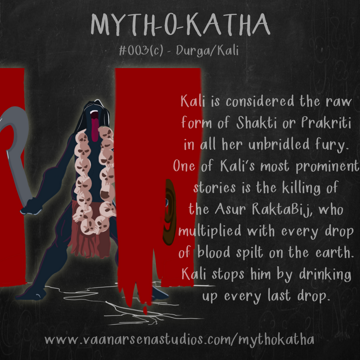 MYTH-O-KATHA
#003(c) - Durga/Kali
Kali is considered the raw
form of Shakti or Prakriti
in all her unbridled fury.
One of Kali's most prominent
stories is the killing of
the Asur RaktaBij, who
multiplied with every drop
of blood spilt on the earth.
Kali stops him by drinking
up every last drop.
www.vaanarsenastudios.com/mythokatha